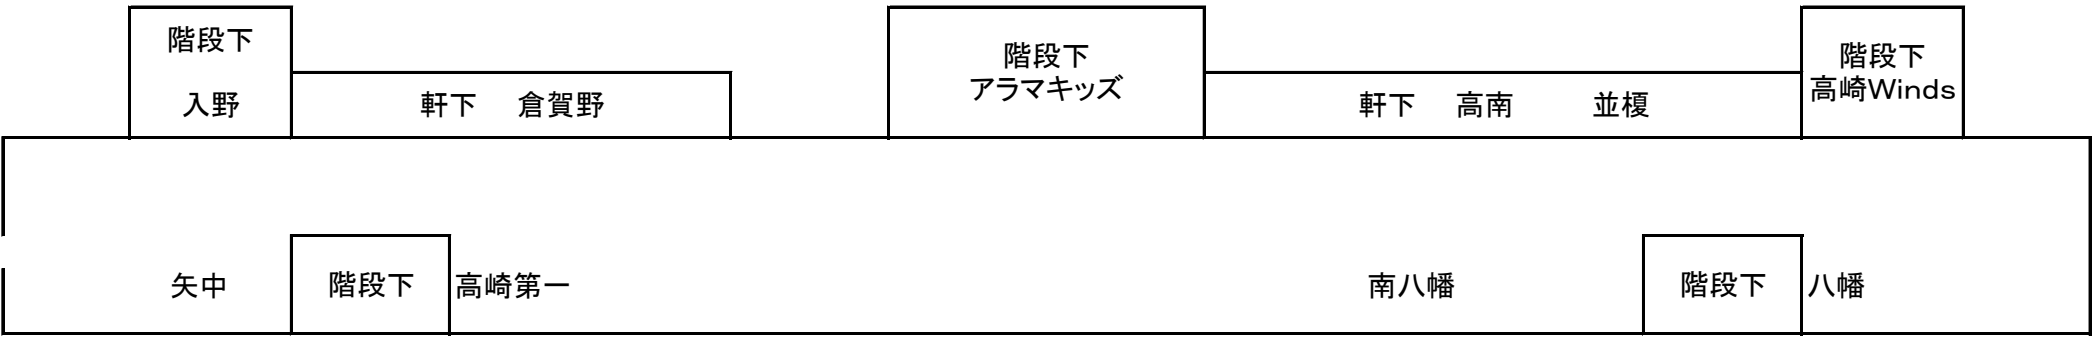 階段下
入野
軒下 倉賀野
階段下
アラマキッズ
軒下 高南 並榎
階段下
高崎Winds
矢中
階段下
高崎第一
南八幡
階段下
八幡